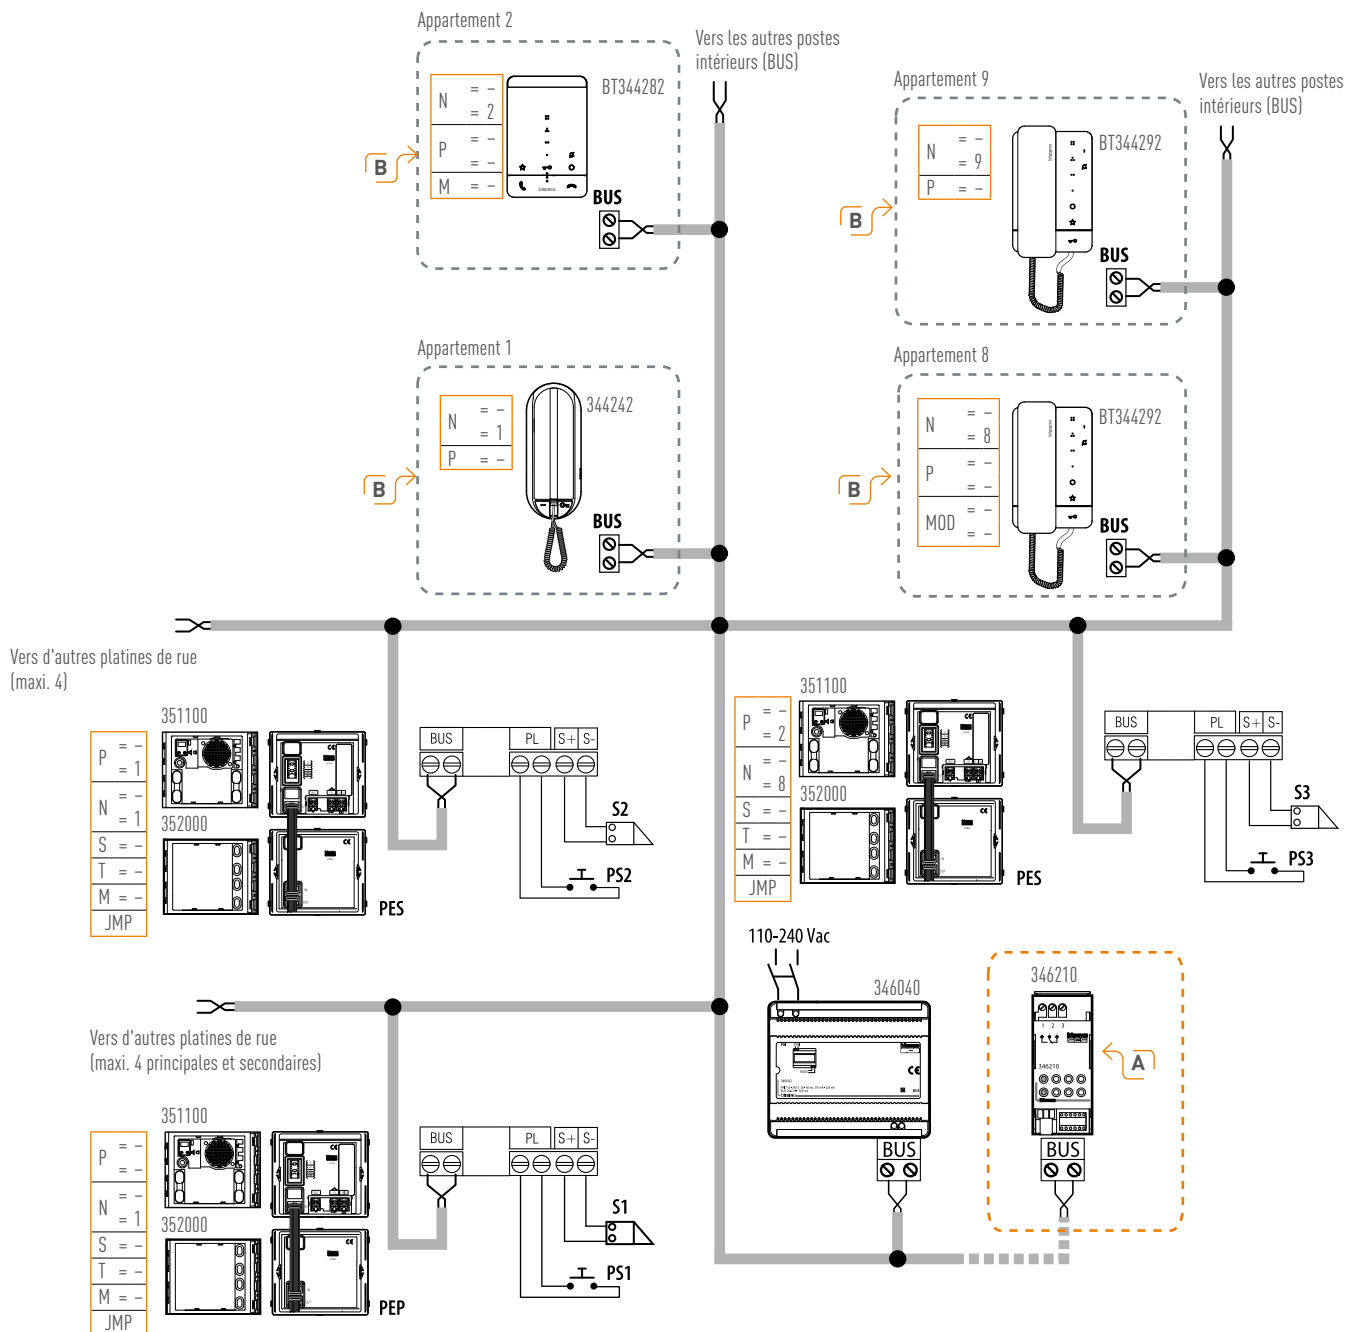 Appartement 2
Vers les autres postes
intérieurs (BUS)
BT344282
N = –
= 2
P = –
= –
M = –
B
BUS
Appartement 9
Vers les autres postes
intérieurs (BUS)
BT344292
N = –
= 9
P = –
B
BUS
Appartement 1
344242
N = –
= 1
P = –
B
BUS
Appartement 8
BT344292
N = –
= 8
P = –
= –
MOD = –
= –
B
BUS
Vers d'autres platines de rue
(maxi. 4)
351100
P = –
= 1
N = –
= 1
S = –
T = –
M = –
JMP
352000
PES
BUS PL S+ S-
S2
PS2
351100
P = –
= 2
N = –
= 8
S = –
T = –
M = –
JMP
352000
PES
BUS PL S+ S-
S3
PS3
110-240 Vac
346040
BUS
346210
1 2 3
346210
A
BUS
Vers d'autres platines de rue
(maxi. 4 principales et secondaires)
351100
P = –
= –
N = –
= 1
S = –
T = –
M = –
JMP
352000
PEP
BUS PL S+ S-
S1
PS1